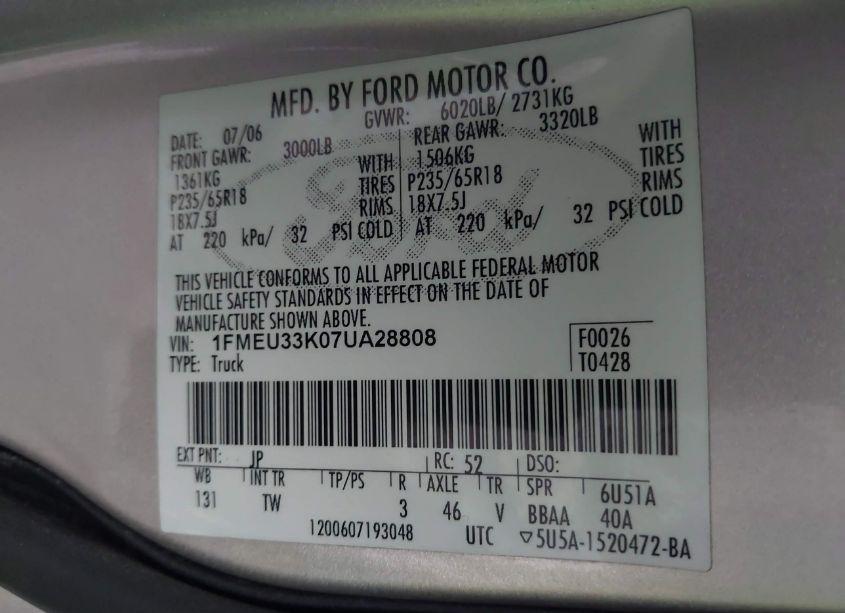 MFD. BY FORD MOTOR CO.
DATE: 07/06 GVWR: 6020LB/ 2731KG
FRONT GAWR: 3000LB REAR GAWR: 3320LB
1361KG WITH 1506KG WITH
P235/65R18 TIRES P235/65R18 TIRES
18X7.5J RIMS 18X7.5J RIMS
AT 220 kPa/ 32 PSI COLD AT 220 kPa/ 32 PSI COLD
Ford
THIS VEHICLE CONFORMS TO ALL APPLICABLE FEDERAL MOTOR
VEHICLE SAFETY STANDARDS IN EFFECT ON THE DATE OF
MANUFACTURE SHOWN ABOVE.
VIN: 1FMEU33K07UA28808 F0026
TYPE: Truck T0428
EXT PNT: JP RC: 52 DSO:
WB INT TR TP/PS R AXLE TR SPR 6U51A
131 TW 3 46 V BBAA 40A
1200607193048 UTC ▽5U5A-1520472-BA